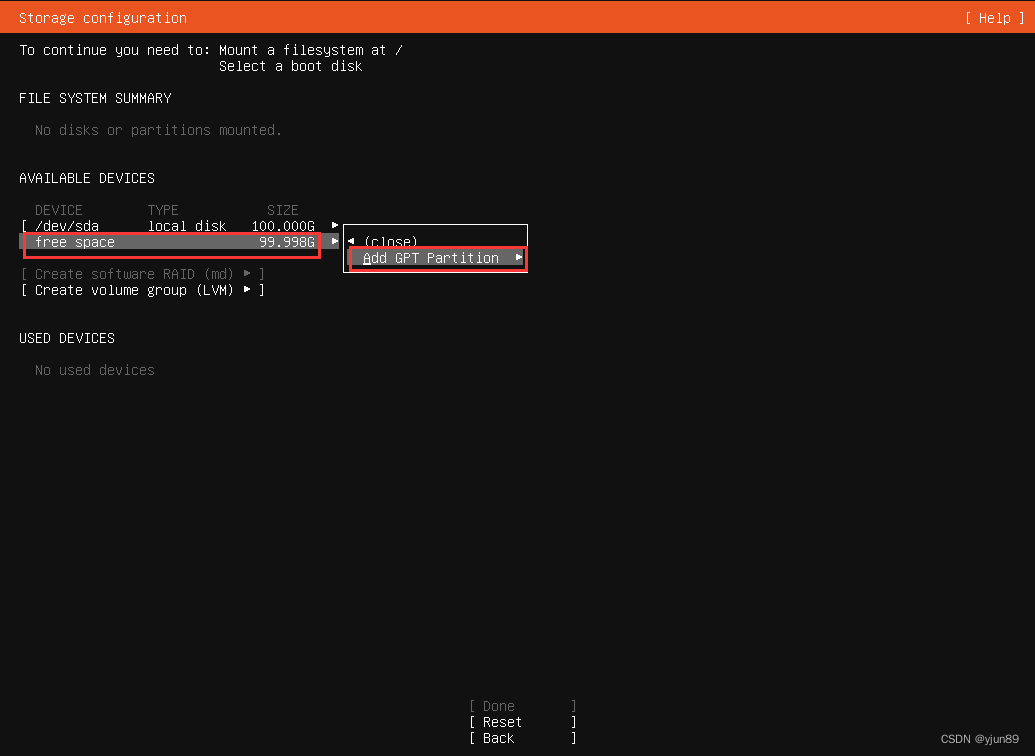 Storage configuration [ Help ]
To continue you need to: Mount a filesystem at /
Select a boot disk
FILE SYSTEM SUMMARY
No disks or partitions mounted.
AVAILABLE DEVICES
DEVICE TYPE SIZE
[ /dev/sda local disk 100.000G ▶
free space 99.998G ▶
◀ (close)
Add GPT Partition ▶
[ Create software RAID (md) ▶ ]
[ Create volume group (LVM) ▶ ]
USED DEVICES
No used devices
[ Done ]
[ Reset ]
[ Back ]
CSDN @yjun89